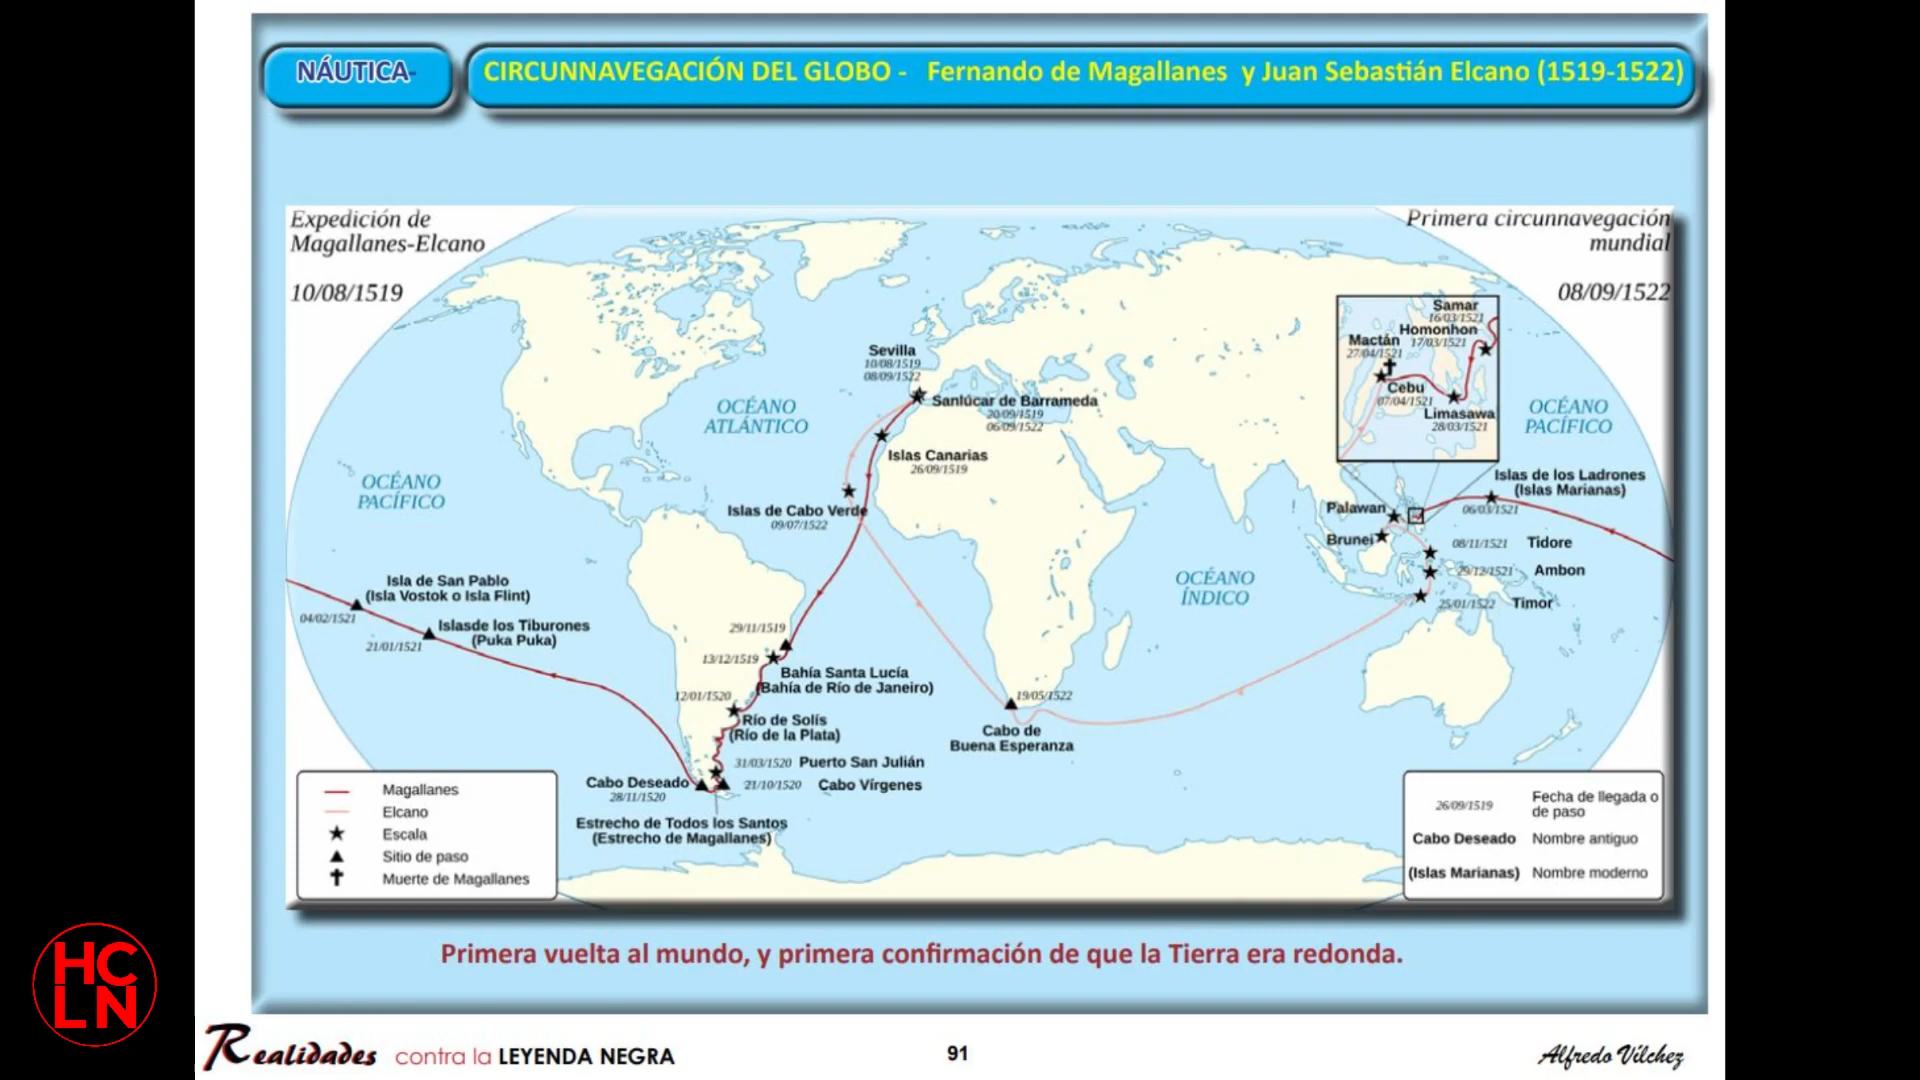 NÁUTICA-
CIRCUNNAVEGACIÓN DEL GLOBO - Fernando de Magallanes y Juan Sebastián Elcano (1519-1522)
Expedición de
Magallanes-Elcano
10/08/1519
Primera circunnavegación
mundial
08/09/1522
Samar
16/03/1521
Homonhon
17/03/1521
Mactán
27/04/1521
Cebu
07/04/1521
Limasawa
28/03/1521
Sevilla
10/08/1519
08/09/1522
Sanlúcar de Barrameda
20/09/1519
06/09/1522
OCÉANO
ATLÁNTICO
OCÉANO
PACÍFICO
Islas Canarias
26/09/1519
OCÉANO
PACÍFICO
Islas de los Ladrones
(Islas Marianas)
06/03/1521
Islas de Cabo Verde
09/07/1522
Palawan
Brunei
08/11/1521 Tidore
29/12/1521 Ambon
25/01/1522 Timor
OCÉANO
ÍNDICO
Isla de San Pablo
(Isla Vostok o Isla Flint)
04/02/1521
Islasde los Tiburones
(Puka Puka)
21/01/1521
29/11/1519
13/12/1519
Bahía Santa Lucía
(Bahía de Río de Janeiro)
12/01/1520
Río de Solís
(Río de la Plata)
19/05/1522
Cabo de
Buena Esperanza
31/03/1520 Puerto San Julián
Cabo Deseado
28/11/1520
21/10/1520 Cabo Vírgenes
Estrecho de Todos los Santos
(Estrecho de Magallanes)
Magallanes
Elcano
Escala
Sitio de paso
Muerte de Magallanes
26/09/1519 Fecha de llegada o
de paso
Cabo Deseado Nombre antiguo
(Islas Marianas) Nombre moderno
Primera vuelta al mundo, y primera confirmación de que la Tierra era redonda.
HC
LN
Realidades contra la LEYENDA NEGRA
91
Alfredo Vílchez